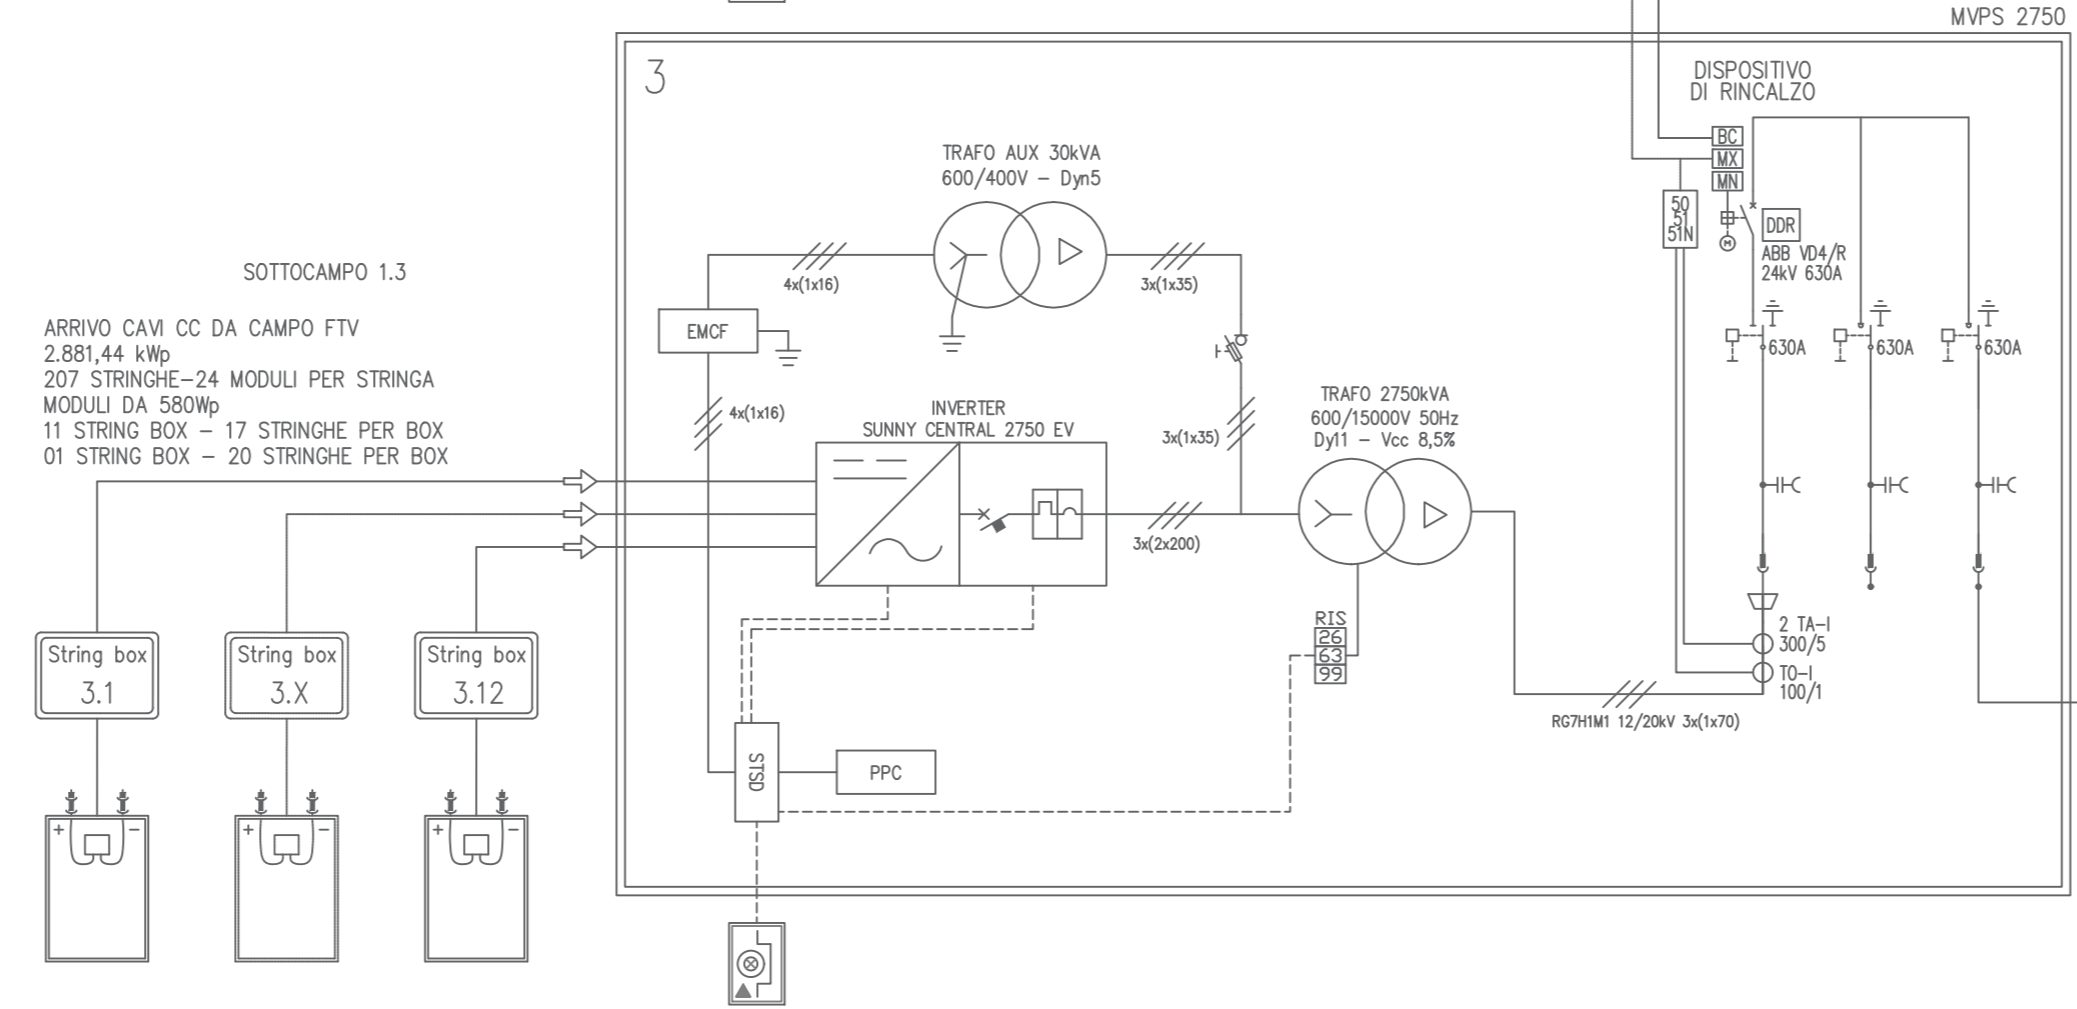 MVPS 2750
3
DISPOSITIVO
DI RINCALZO
BC
MX
MN
50
51
51N
DDR
ABB VD4/R
24kV 630A
M
630A
630A
630A
TRAFO AUX 30kVA
600/400V - Dyn5
4x(1x16)
3x(1x35)
EMCF
4x(1x16)
3x(1x35)
SOTTOCAMPO 1.3
ARRIVO CAVI CC DA CAMPO FTV
2.881,44 kWp
207 STRINGHE-24 MODULI PER STRINGA
MODULI DA 580Wp
11 STRING BOX - 17 STRINGHE PER BOX
01 STRING BOX - 20 STRINGHE PER BOX
INVERTER
SUNNY CENTRAL 2750 EV
3x(2x200)
TRAFO 2750kVA
600/15000V 50Hz
Dy11 - Vcc 8,5%
RIS
26
63
99
2 TA-I
300/5
TO-I
100/1
RG7H1M1 12/20kV 3x(1x70)
String box
3.1
String box
3.X
String box
3.12
STSD
PPC
+ -
+ -
+ -